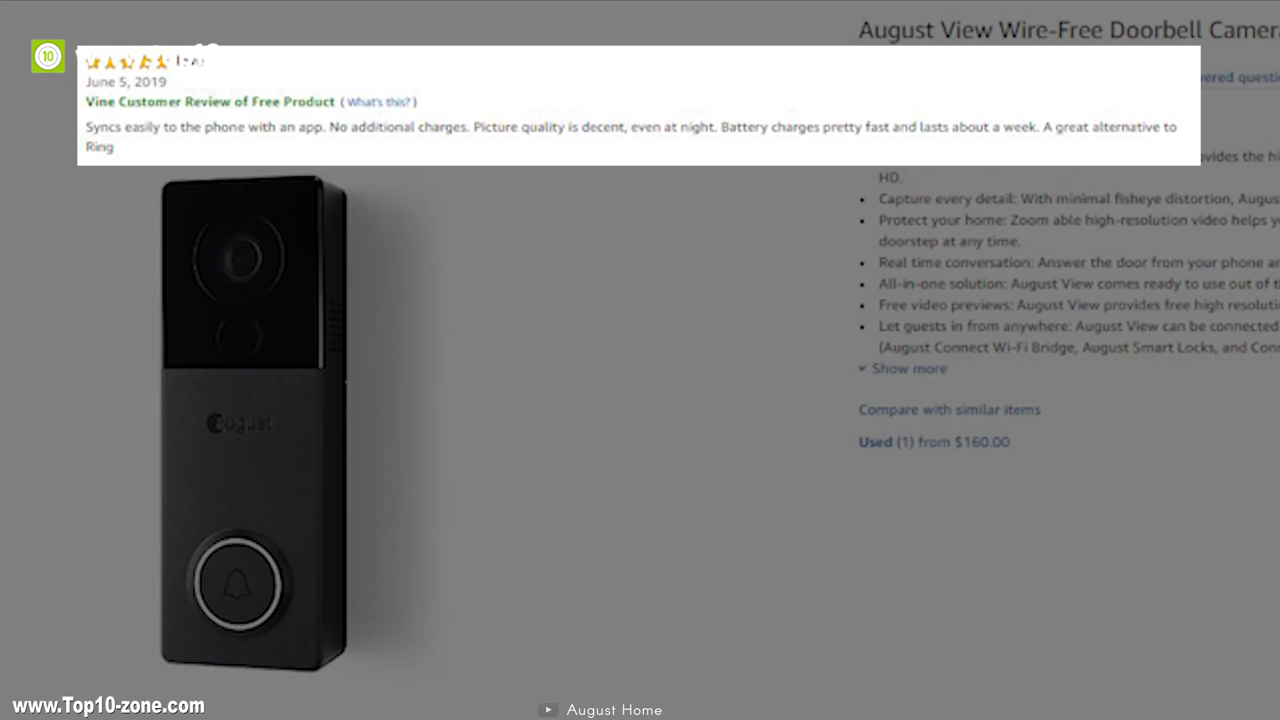 August View Wire-Free Doorbell Camera
10
June 5, 2019
Vine Customer Review of Free Product (What's this?)
Syncs easily to the phone with an app. No additional charges. Picture quality is decent, even at night. Battery charges pretty fast and lasts about a week. A great alternative to
Ring
HD.
• Capture every detail: With minimal fisheye distortion, August
• Protect your home: Zoom able high-resolution video helps
doorstep at any time.
• Real time conversation: Answer the door from your phone
• All-in-one solution: August View comes ready to use out of
• Free video previews: August View provides free high
• Let guests in from anywhere: August View can be connected
(August Connect Wi-Fi Bridge, August Smart Locks, and
Show more
Compare with similar items
Used (1) from $160.00
August
www.Top10-zone.com
August Home